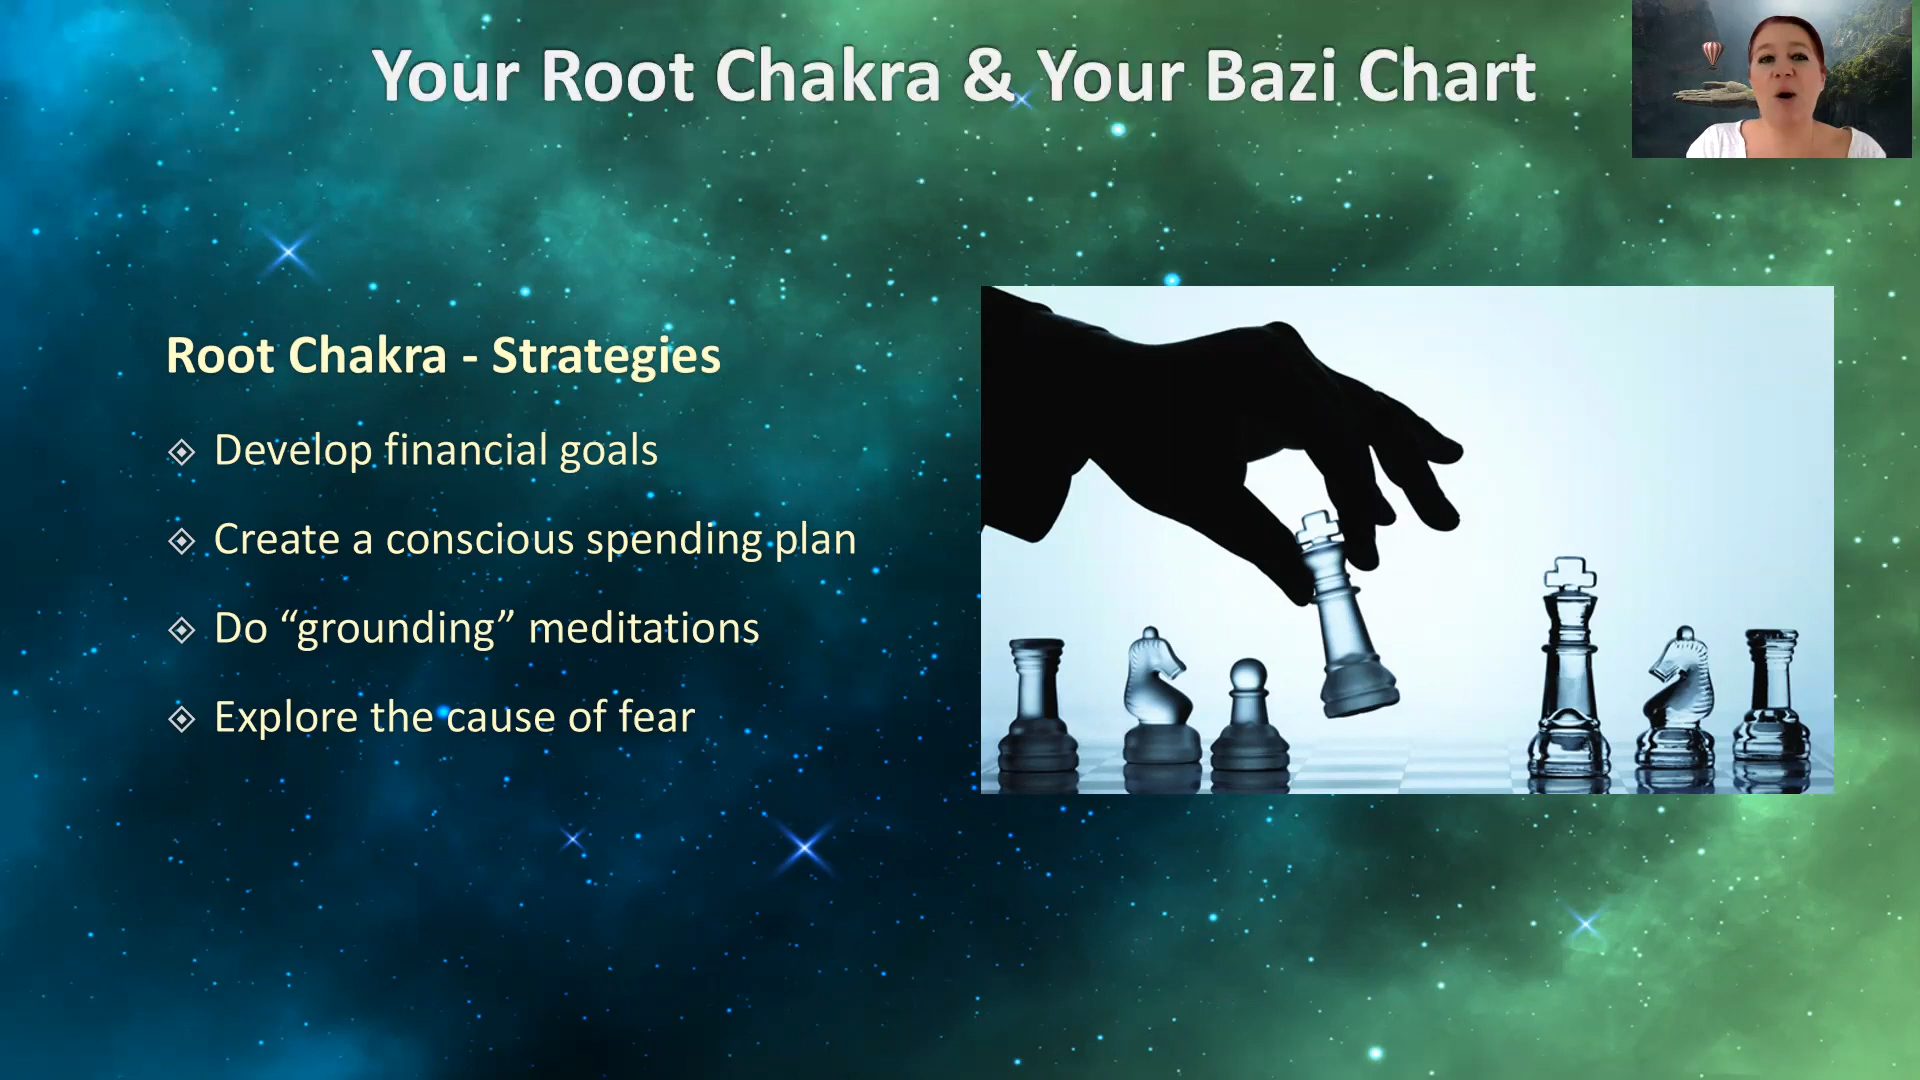 Your Root Chakra & Your Bazi Chart
Root Chakra - Strategies
Develop financial goals
Create a conscious spending plan
Do “grounding” meditations
Explore the cause of fear